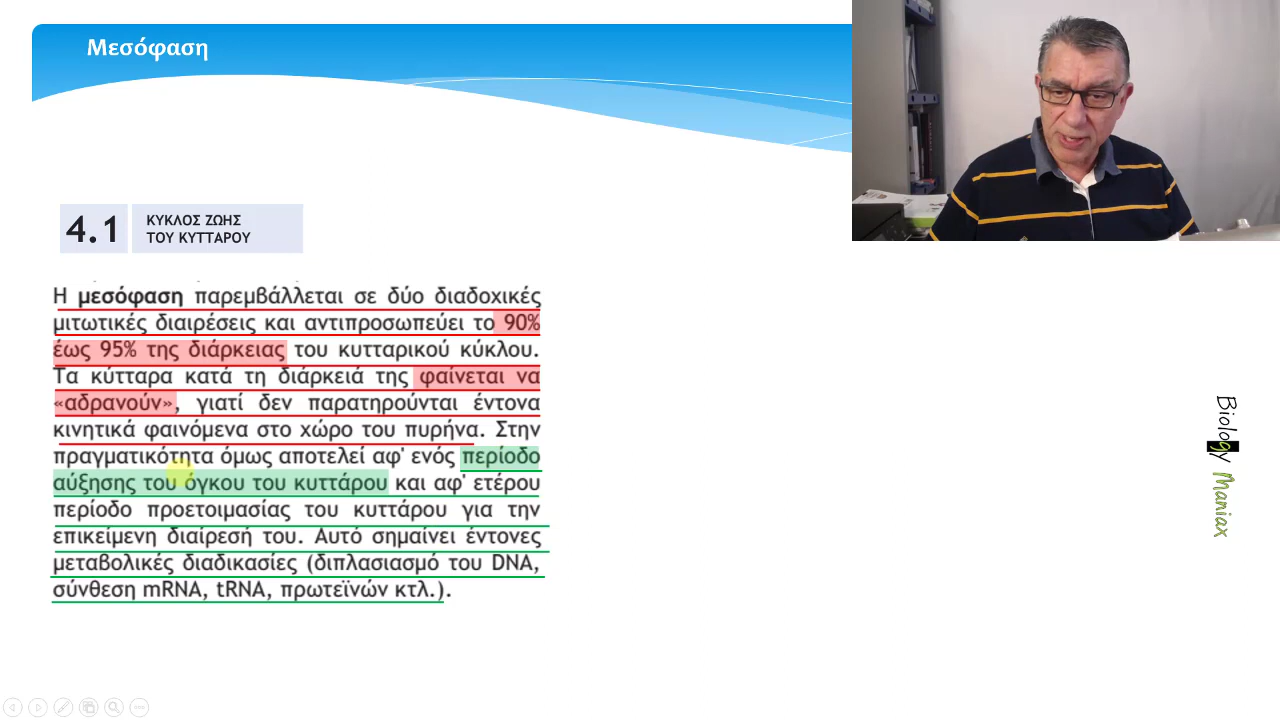 Μεσόφαση
4.1
ΚΥΚΛΟΣ ΖΩΗΣ
ΤΟΥ ΚΥΤΤΑΡΟΥ
Η μεσόφαση παρεμβάλλεται σε δύο διαδοχικές
μιτωτικές διαιρέσεις και αντιπροσωπεύει το 90%
έως 95% της διάρκειας του κυτταρικού κύκλου.
Τα κύτταρα κατά τη διάρκειά της φαίνεται να
«αδρανούν», γιατί δεν παρατηρούνται έντονα
κινητικά φαινόμενα στο χώρο του πυρήνα. Στην
πραγματικότητα όμως αποτελεί αφ' ενός περίοδο
αύξησης του όγκου του κυττάρου και αφ' ετέρου
περίοδο προετοιμασίας του κυττάρου για την
επικείμενη διαίρεσή του. Αυτό σημαίνει έντονες
μεταβολικές διαδικασίες (διπλασιασμό του DNA,
σύνθεση mRNA, tRNA, πρωτεϊνών κτλ.).
Biology Maniax